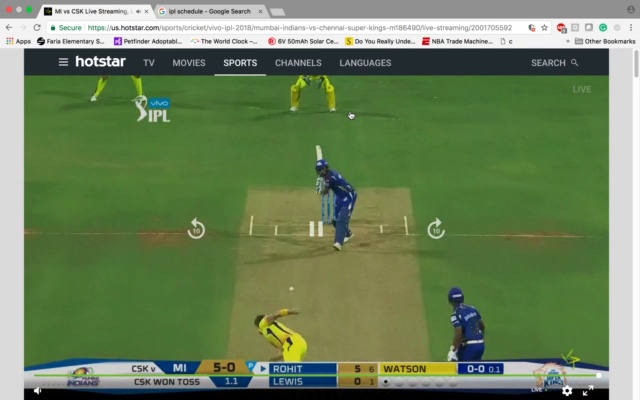 MI vs CSK Live Streaming,
ipl schedule - Google Search
Secure
https://us.hotstar.com/sports/cricket/vivo-ipl-2018/mumbai-indians-vs-chennai-super-kings-m186490/live-streaming/2001705592
Apps
Faria Elementary S...
Petfinder Adoptabl...
The World Clock –...
6V 50mAh Solar Ce...
Do You Really Unde...
NBA Trade Machine...
c
»
Other Bookmarks
hotstar
TV
MOVIES
SPORTS
CHANNELS
LANGUAGES
SEARCH
LIVE
vivo
IPL
10
10
CSK v MI 5-0 P ROHIT 5 6 WATSON 0-0 0.1
CSK WON TOSS 1.1 LEWIS 0 1
INDIANS
LIVE